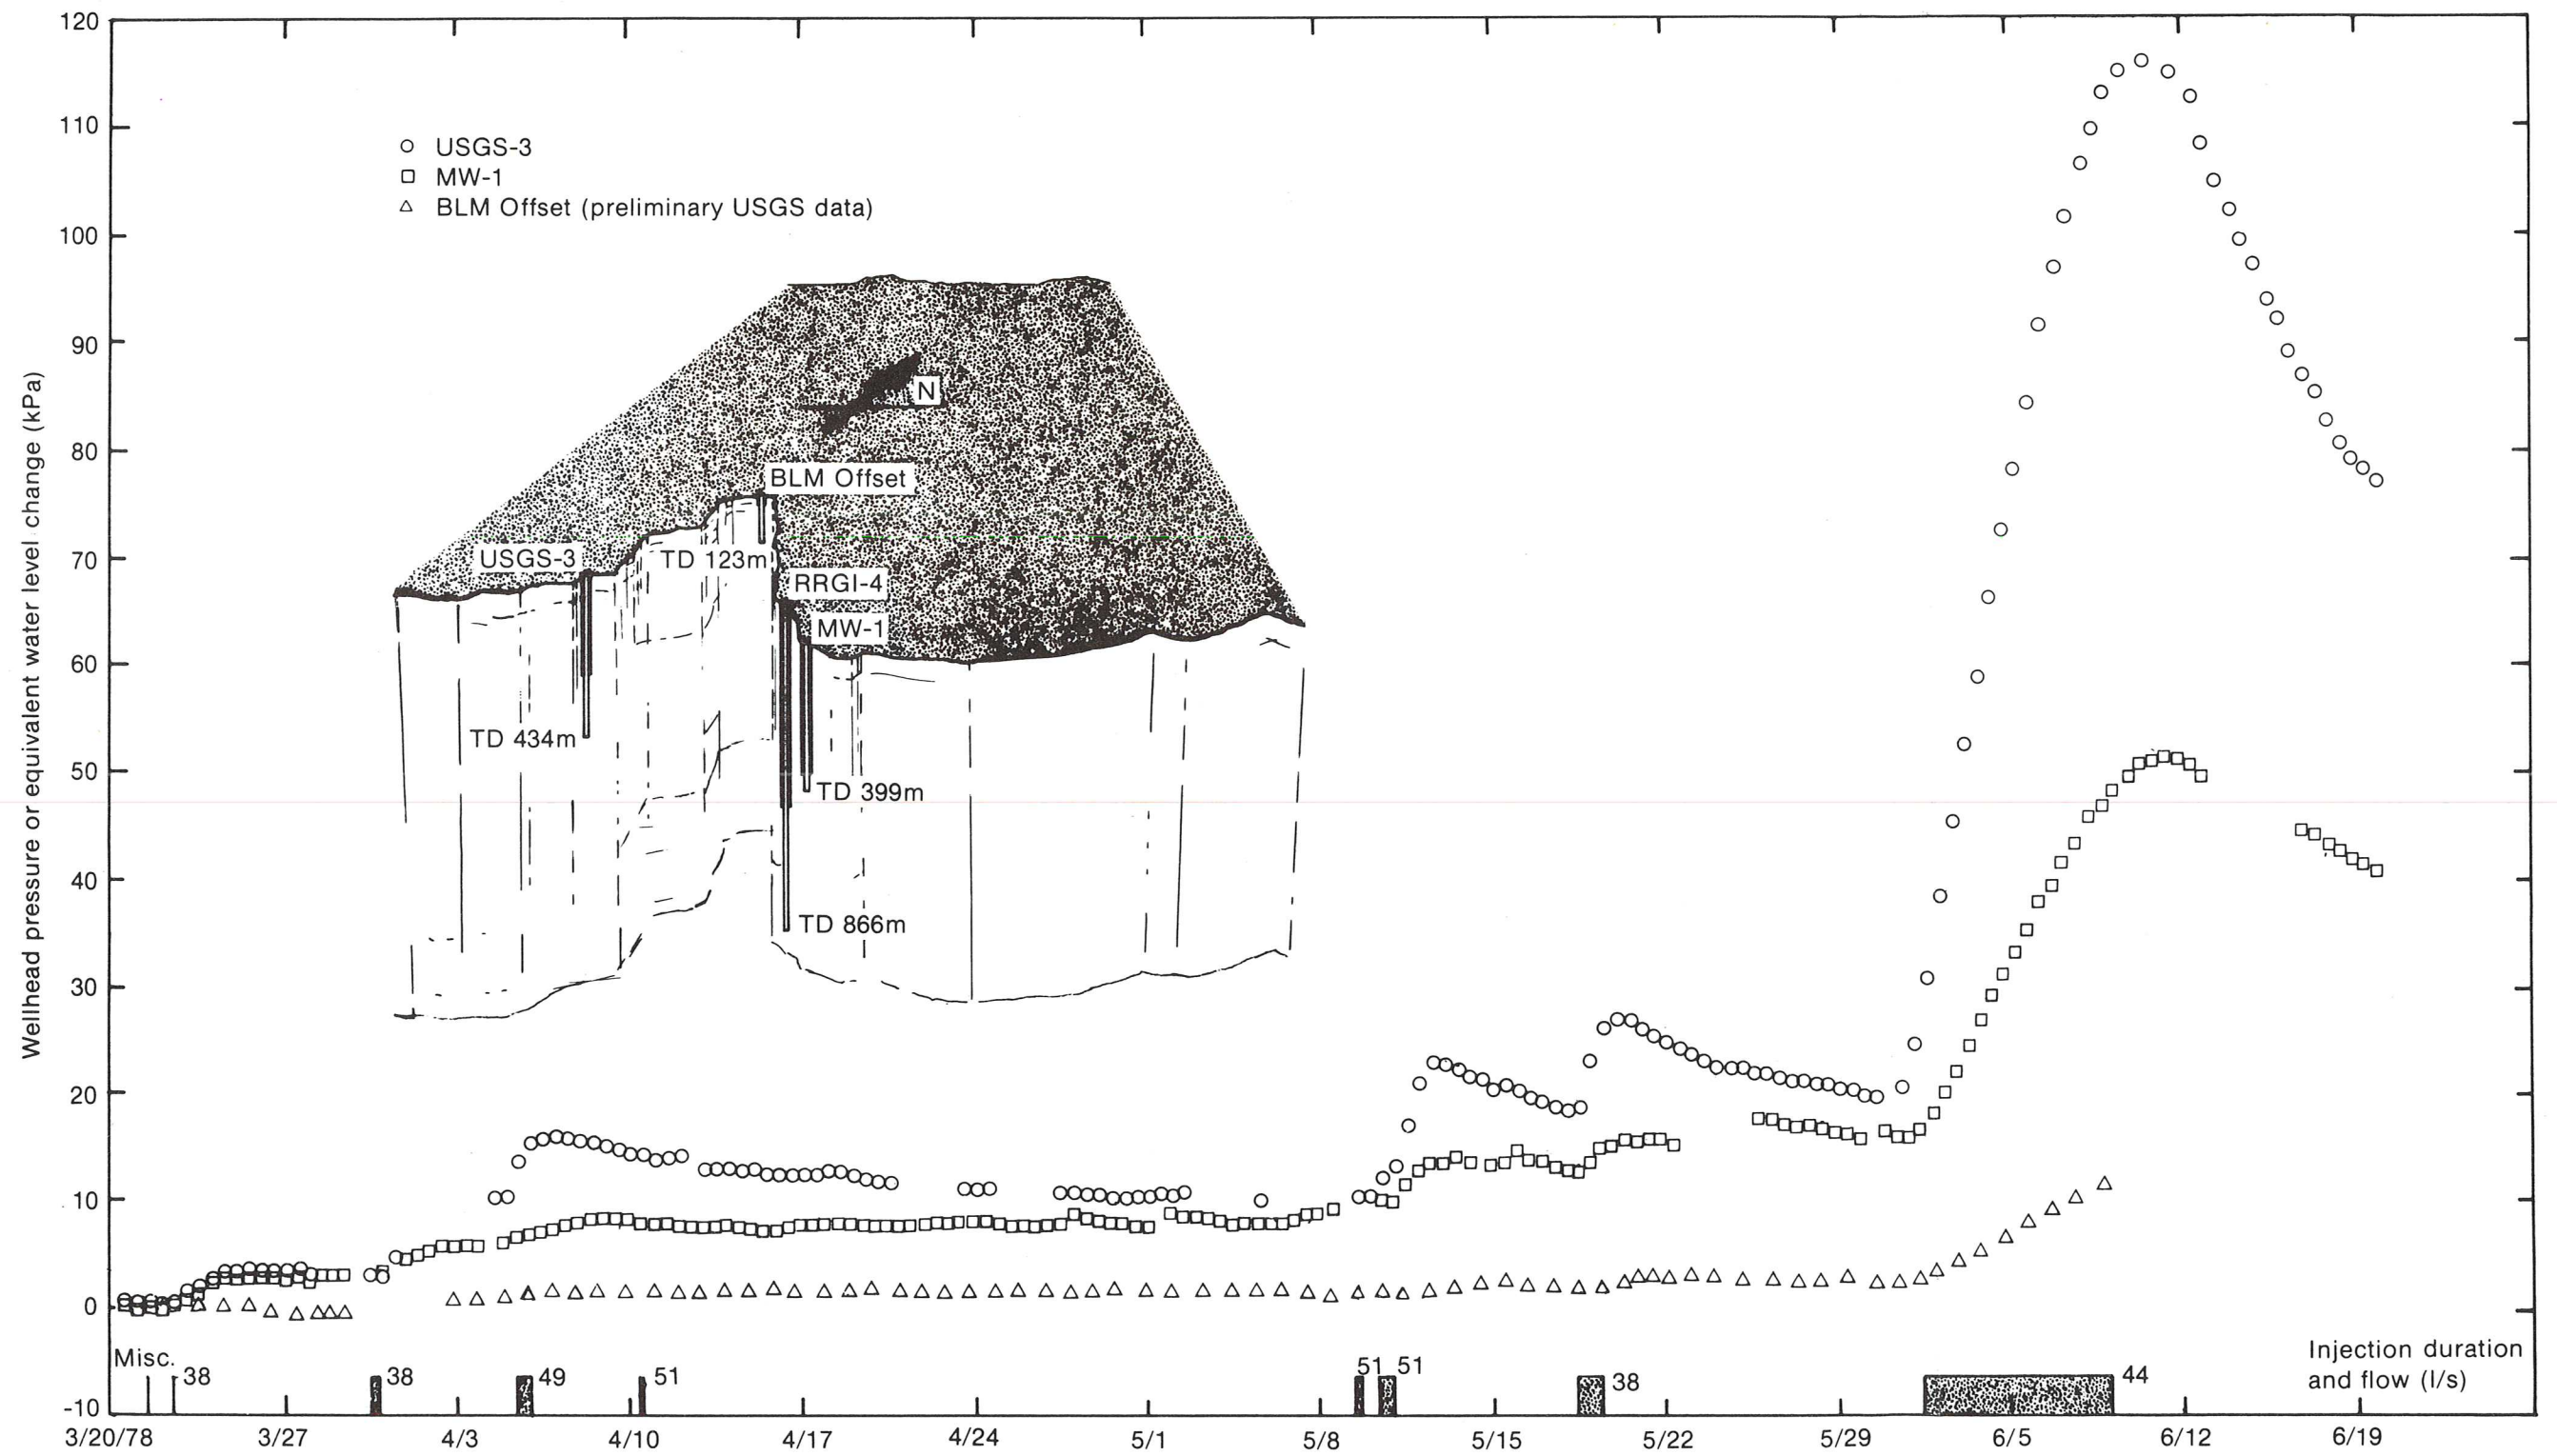 120
110
100
90
80
70
60
50
40
30
20
10
0
-10
Wellhead pressure or equivalent water level change (kPa)
USGS-3
MW-1
BLM Offset (preliminary USGS data)
N
BLM Offset
USGS-3
TD 123m
RRGI-4
MW-1
TD 434m
TD 399m
TD 866m
Misc.
38
38
49
51
51
51
38
44
Injection duration
and flow (l/s)
3/20/78
3/27
4/3
4/10
4/17
4/24
5/1
5/8
5/15
5/22
5/29
6/5
6/12
6/19